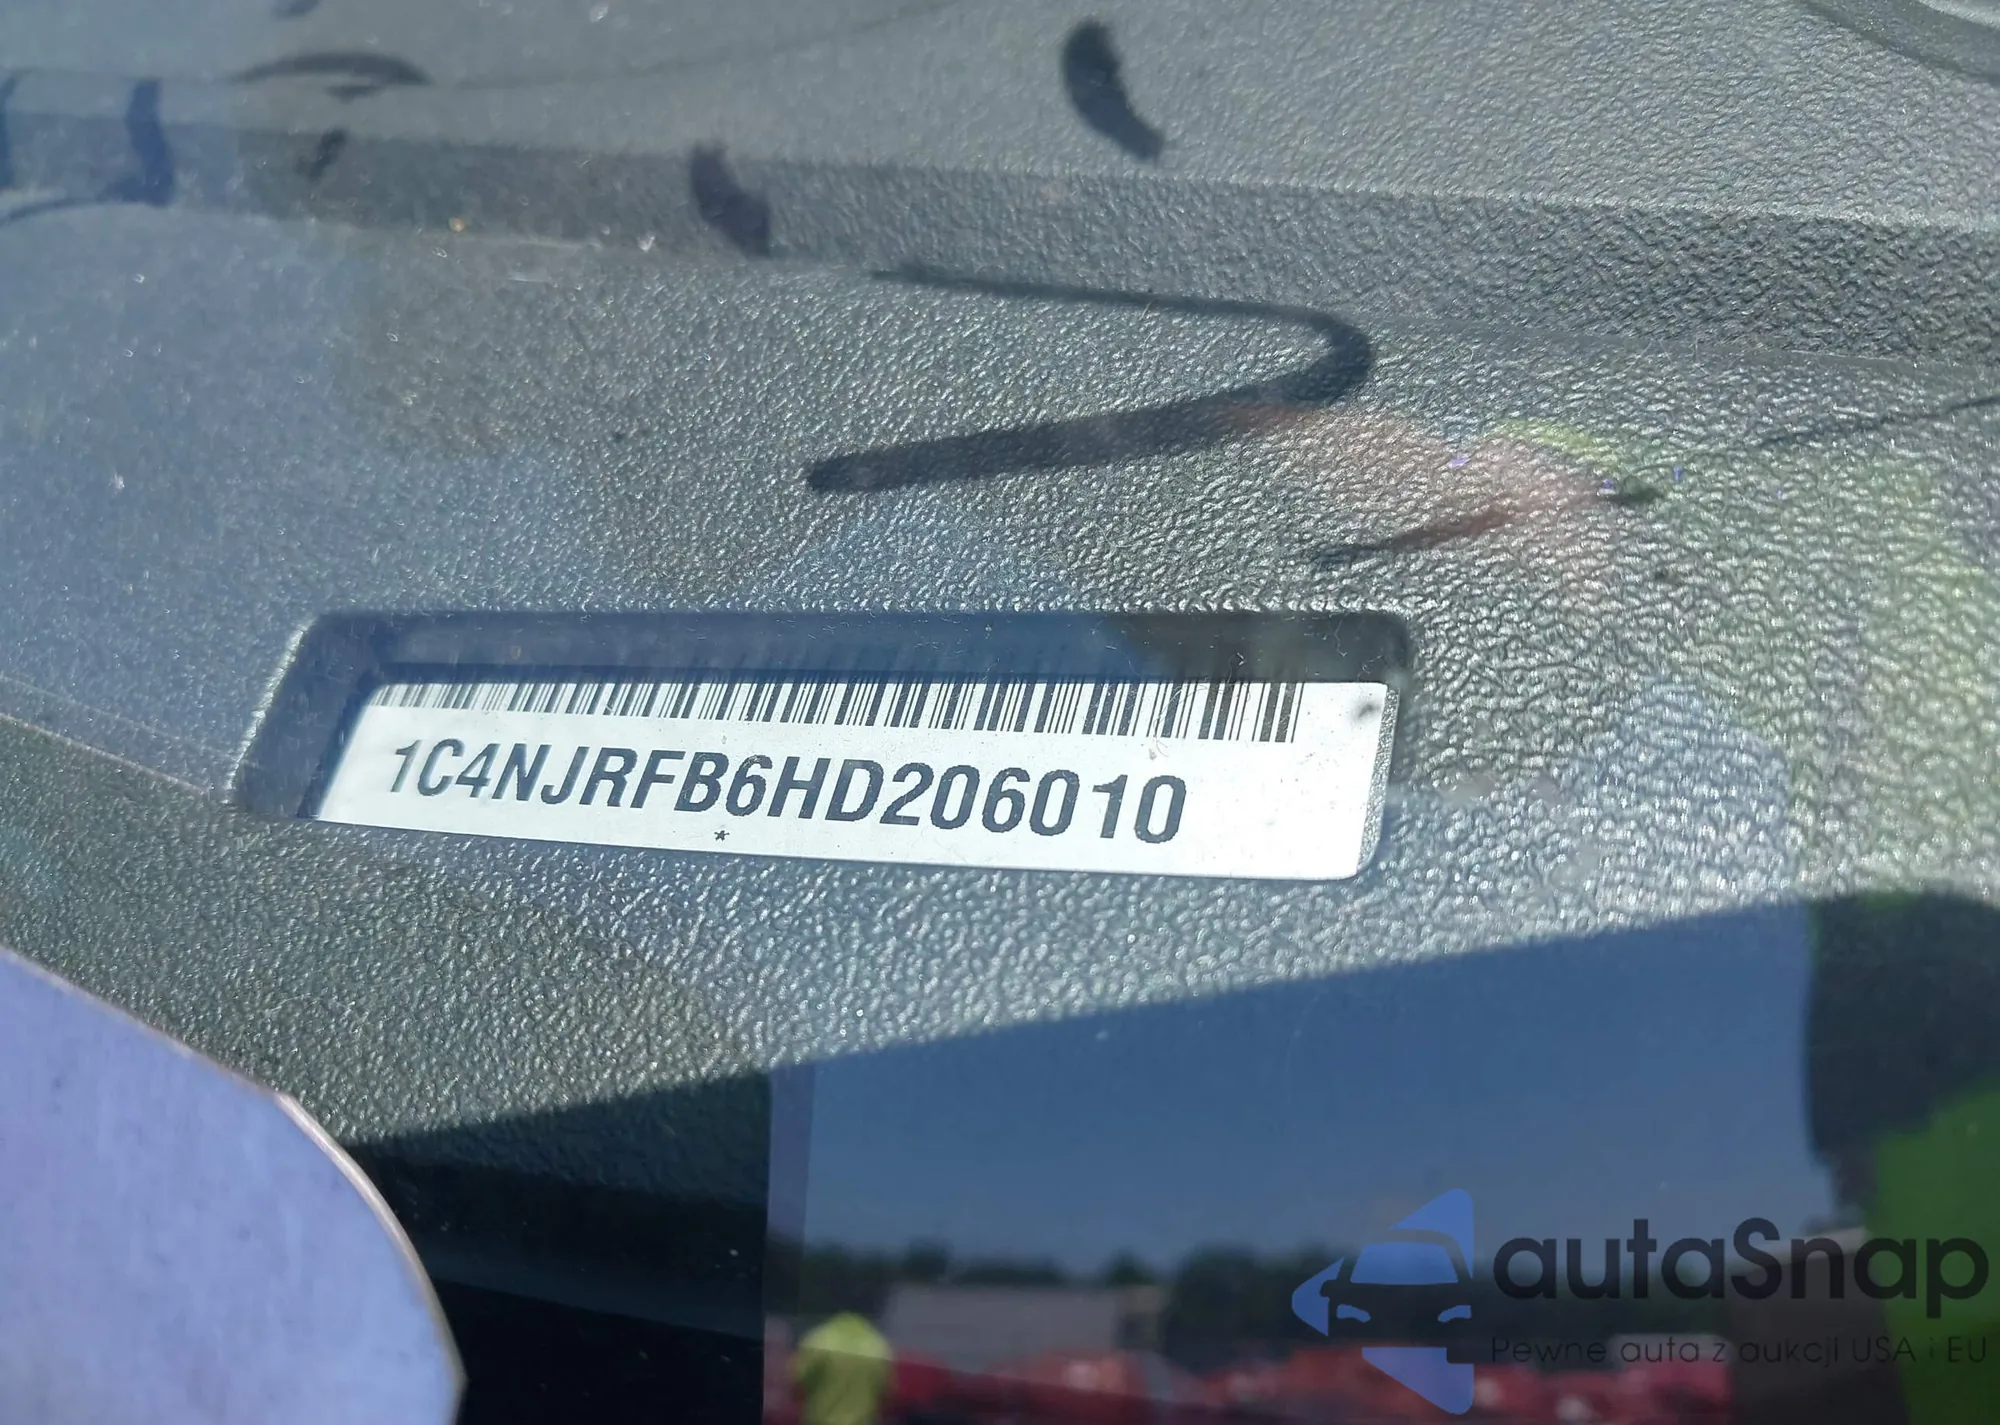 1C4NJRFB6HD206010
*
autaSnap
Pewne auta z aukcji USA i EU